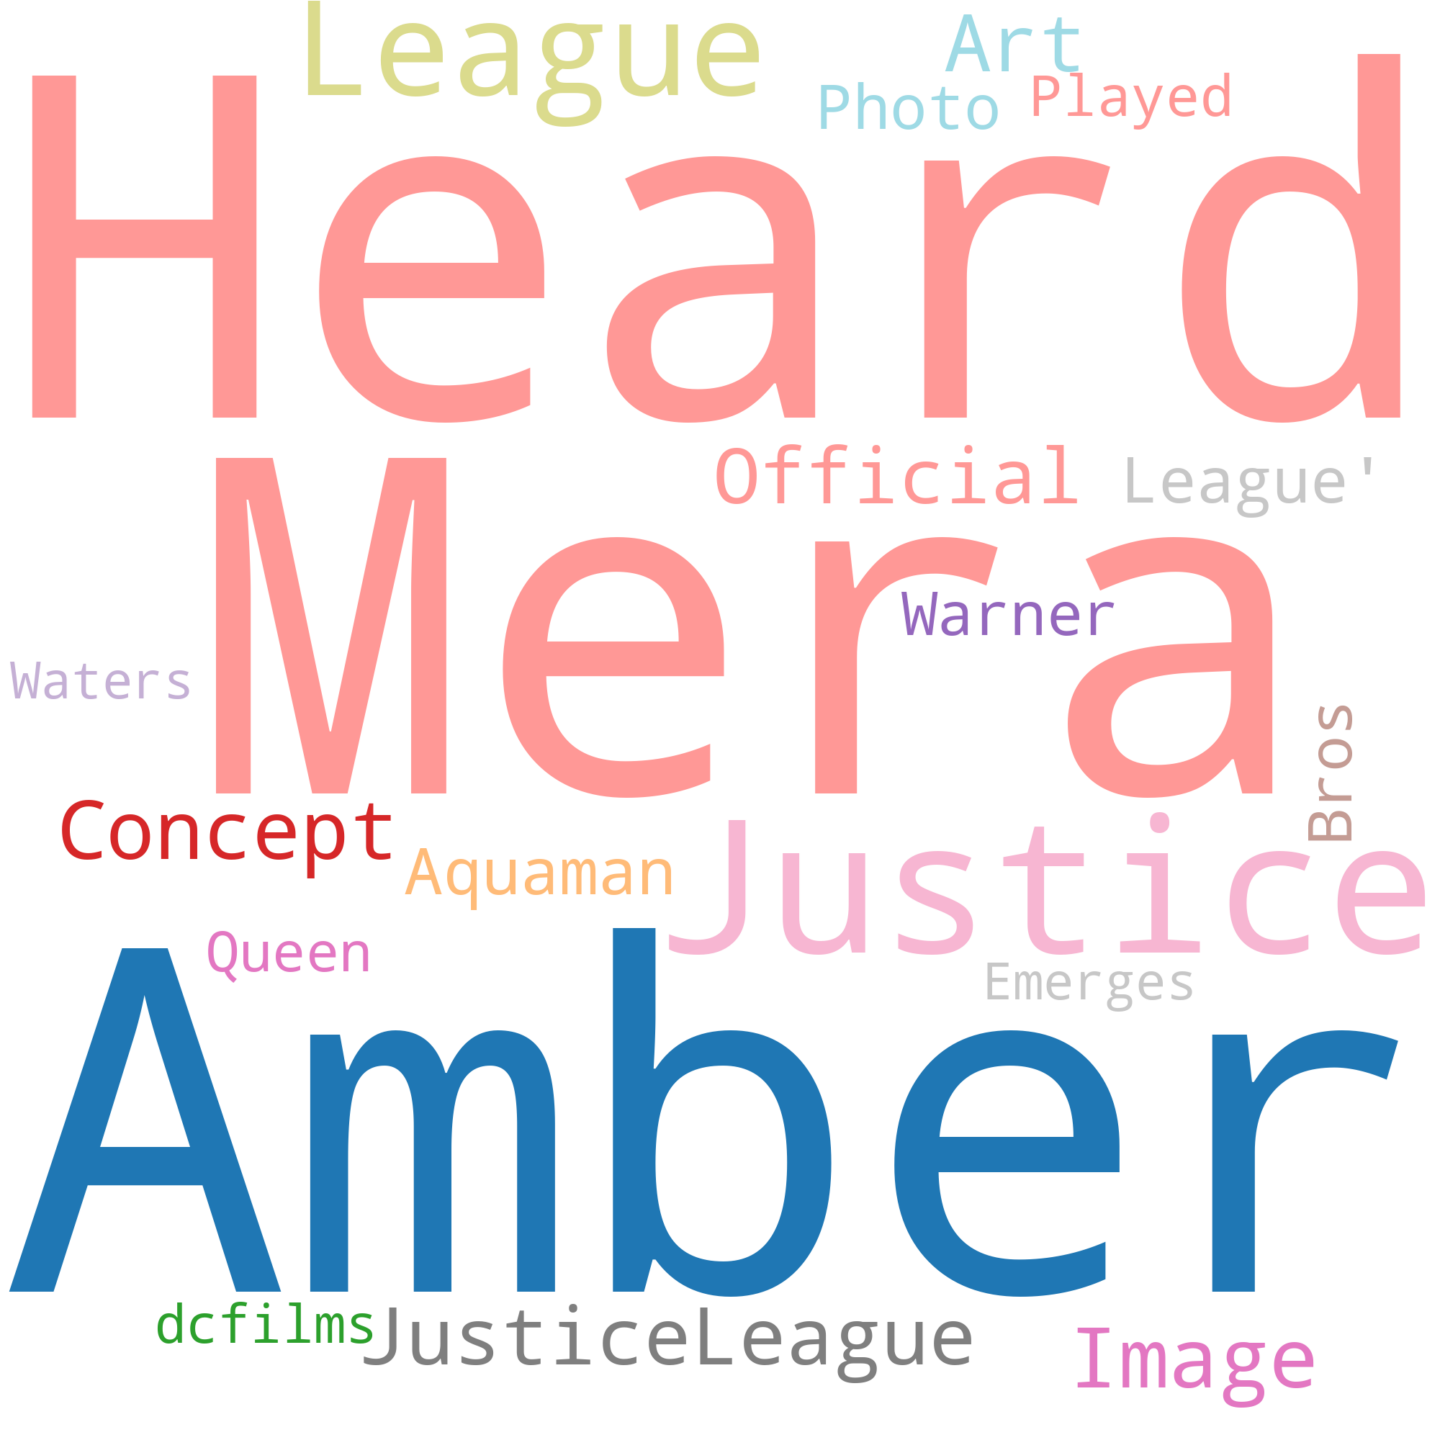 League
Art
Photo
Played
Heard
Official
League'
Mera
Warner
Waters
Bros
Concept
Aquaman
Justice
Queen
Emerges
Amber
dcfilms
JusticeLeague
Image